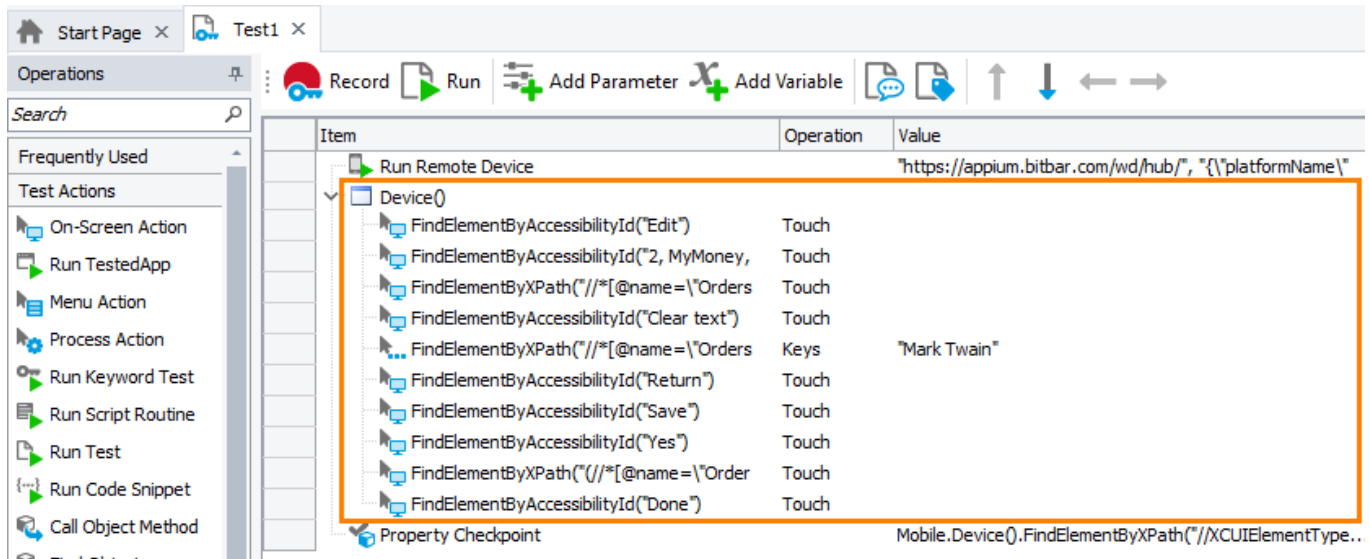 Start Page
Test1
Operations
Search
Frequently Used
Test Actions
On-Screen Action
Run TestedApp
Menu Action
Process Action
Run Keyword Test
Run Script Routine
Run Test
Run Code Snippet
Call Object Method
Record Run Add Parameter Add Variable
Item Operation Value
Run Remote Device "https://appium.bitbar.com/wd/hub/", "{\"platformName\"
Device()
FindElementByAccessibilityId("Edit") Touch
FindElementByAccessibilityId("2, MyMoney, Touch
FindElementByXPath("//*[@name=\"Orders Touch
FindElementByAccessibilityId("Clear text") Touch
FindElementByXPath("//*[@name=\"Orders Keys "Mark Twain"
FindElementByAccessibilityId("Return") Touch
FindElementByAccessibilityId("Save") Touch
FindElementByAccessibilityId("Yes") Touch
FindElementByXPath("(//*[@name=\"Order Touch
FindElementByAccessibilityId("Done") Touch
Property Checkpoint Mobile.Device().FindElementByXPath("//XCUIElementType...